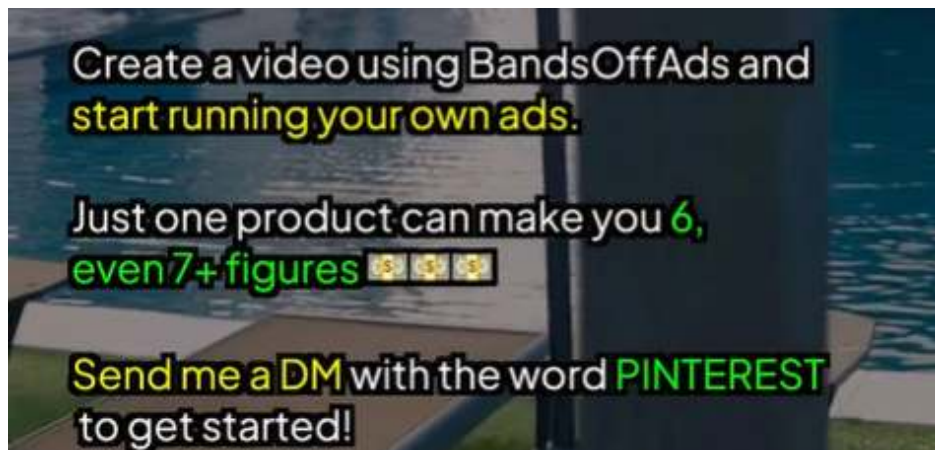 Create a video using BandsOffAds and
start running your own ads.
Just one product can make you 6,
even 7+ figures 💵💵💵
Send me a DM with the word PINTEREST
to get started!